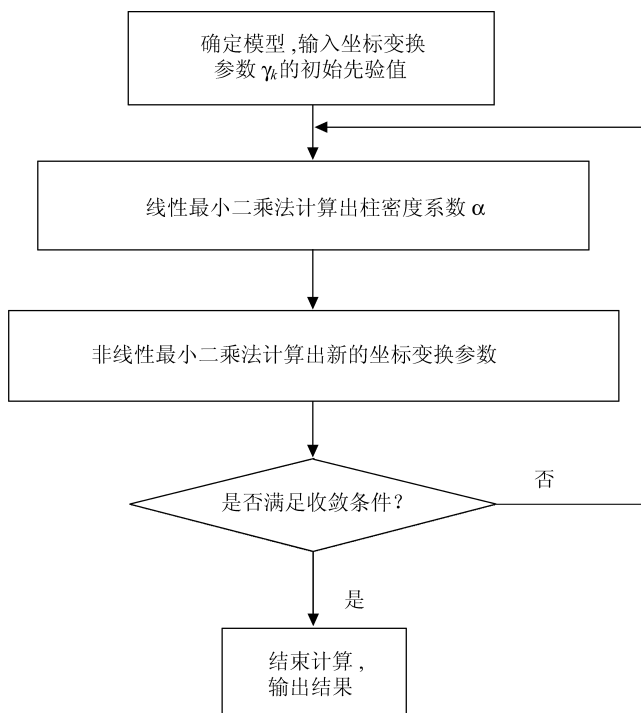 确定模型,输入坐标变换
参数γk的初始先验值
线性最小二乘法计算出柱密度系数α
非线性最小二乘法计算出新的坐标变换参数
是否满足收敛条件?
否
是
结束计算,
输出结果